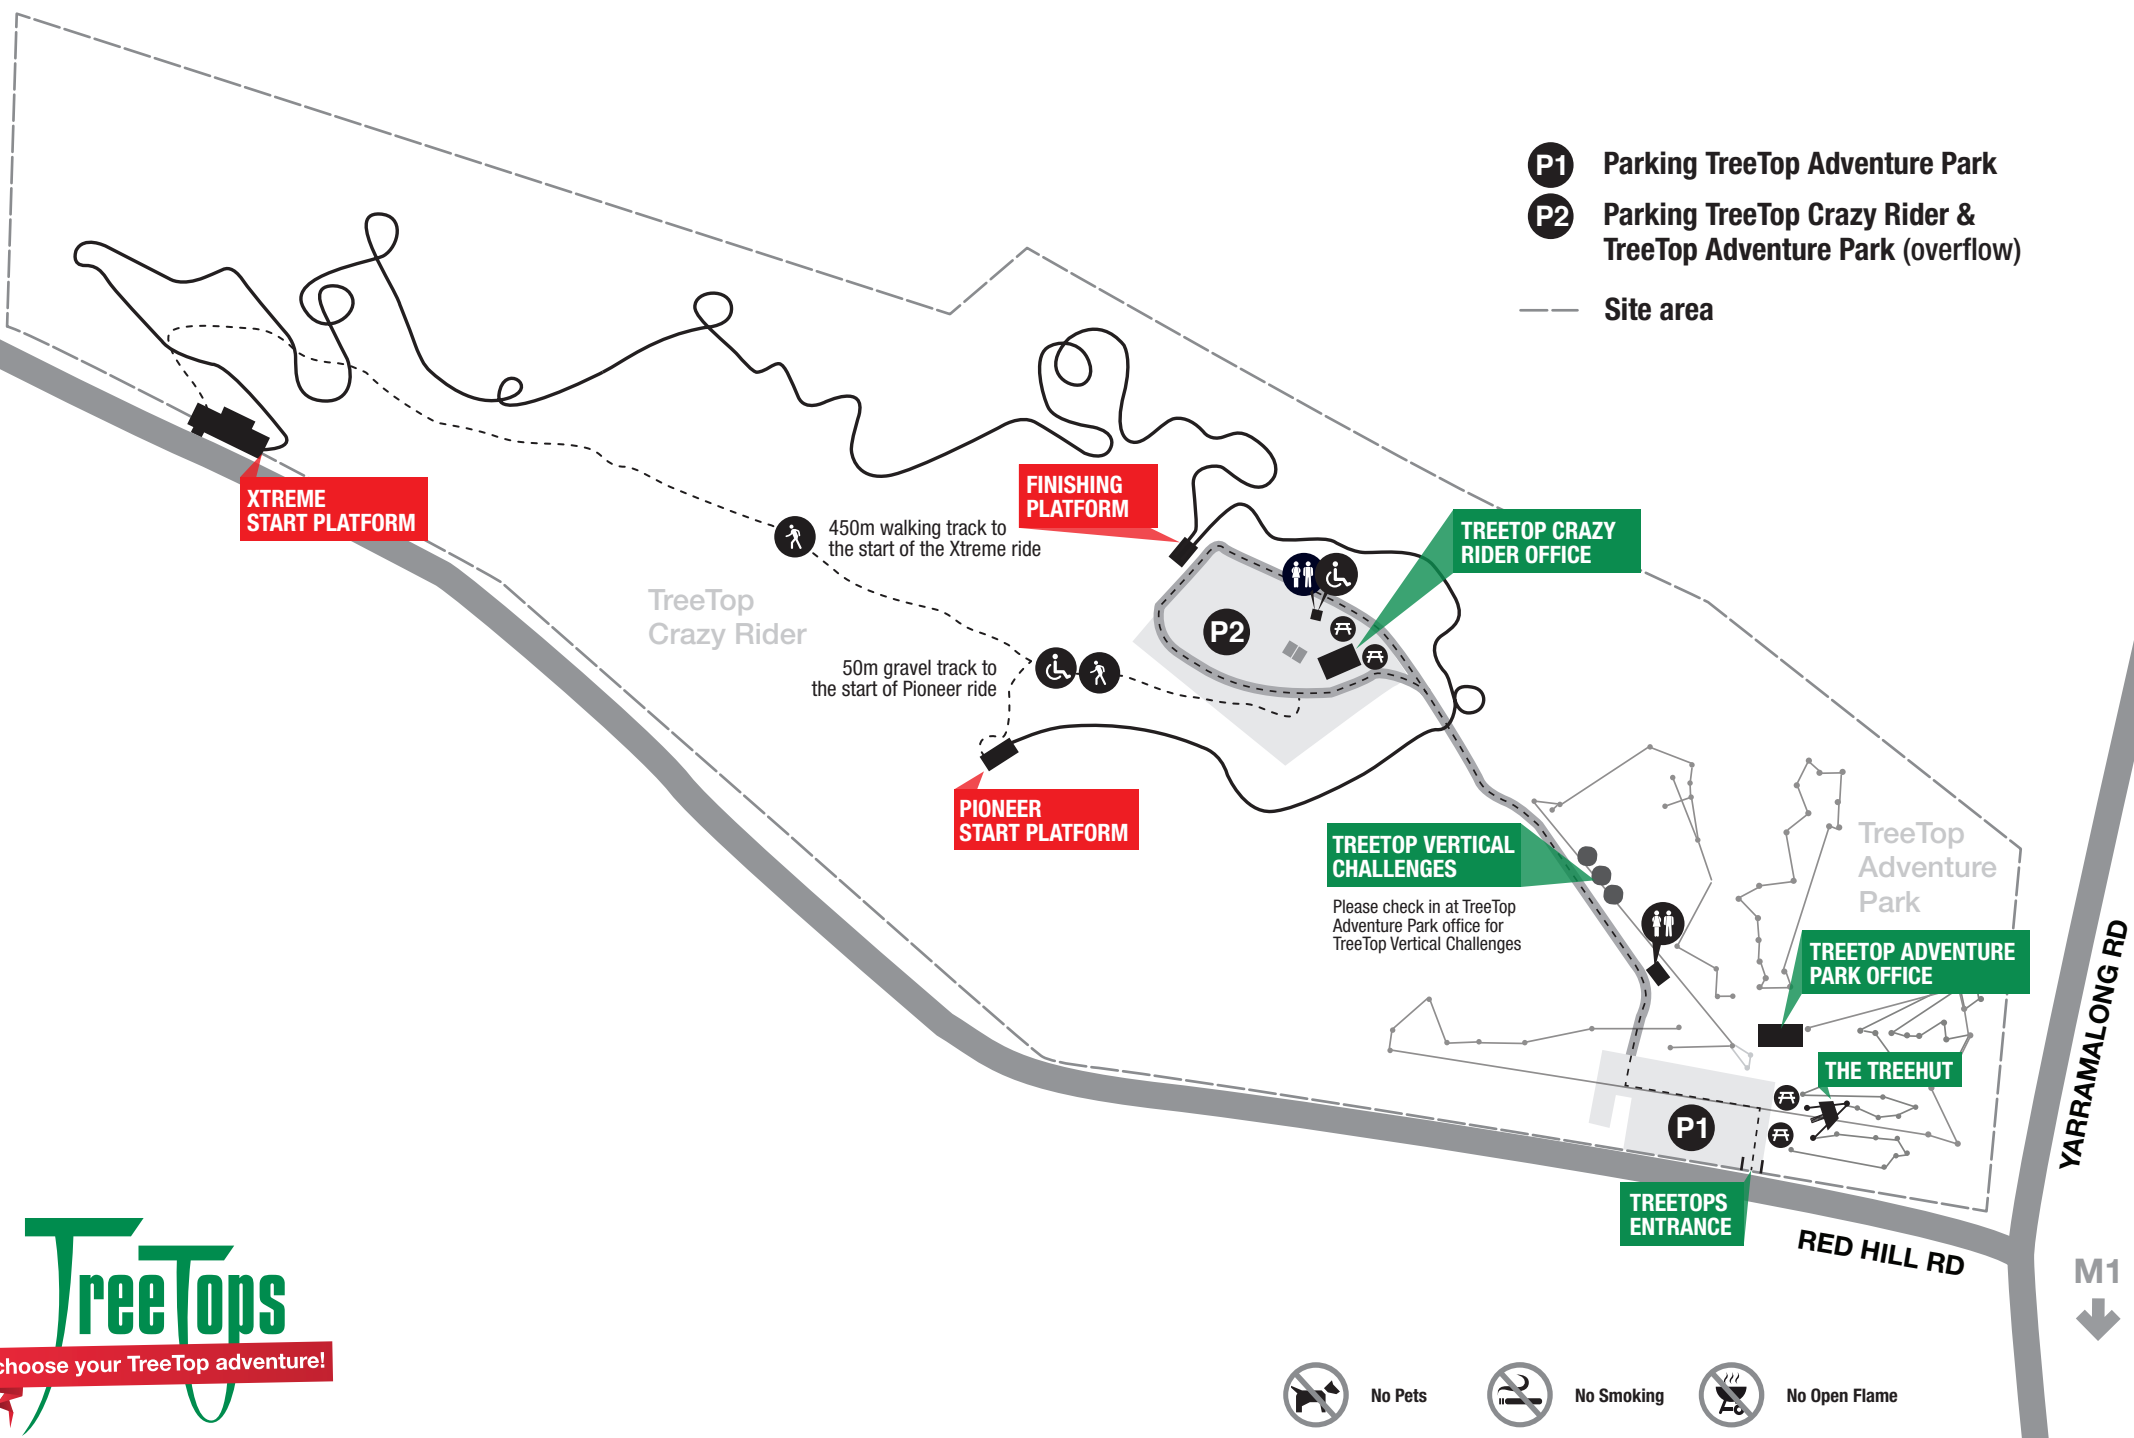 P1 Parking TreeTop Adventure Park
P2 Parking TreeTop Crazy Rider &
TreeTop Adventure Park (overflow)
Site area
XTREME
START PLATFORM
450m walking track to
the start of the Xtreme ride
FINISHING
PLATFORM
TREETOP CRAZY
RIDER OFFICE
TreeTop
Crazy Rider
P2
50m gravel track to
the start of Pioneer ride
PIONEER
START PLATFORM
TREETOP VERTICAL
CHALLENGES
Please check in at TreeTop
Adventure Park office for
TreeTop Vertical Challenges
TreeTop
Adventure
Park
TREETOP ADVENTURE
PARK OFFICE
THE TREEHUT
P1
TREETOPS
ENTRANCE
YARRAMALONG RD
RED HILL RD
M1
TreeTops
choose your TreeTop adventure!
No Pets
No Smoking
No Open Flame